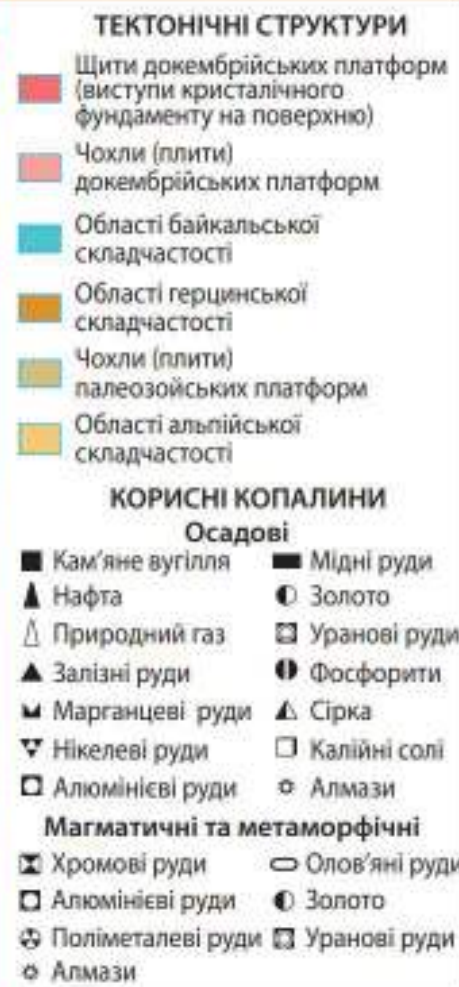 ТЕКТОНІЧНІ СТРУКТУРИ
Щити докембрійських платформ
(виступи кристалічного
фундаменту на поверхню)
Чохли (плити)
докембрійських платформ
Області байкальської
складчастості
Області герцинської
складчастості
Чохли (плити)
палеозойських платформ
Області альпійської
складчастості
КОРИСНІ КОПАЛИНИ
Осадові
Кам’яне вугілля Мідні руди
Нафта Золото
Природний газ Уранові руди
Залізні руди Фосфорити
Марганцеві руди Сірка
Нікелеві руди Калійні солі
Алюмінієві руди Алмази
Магматичні та метаморфічні
Хромові руди Олов’яні руди
Алюмінієві руди Золото
Поліметалеві руди Уранові руди
Алмази